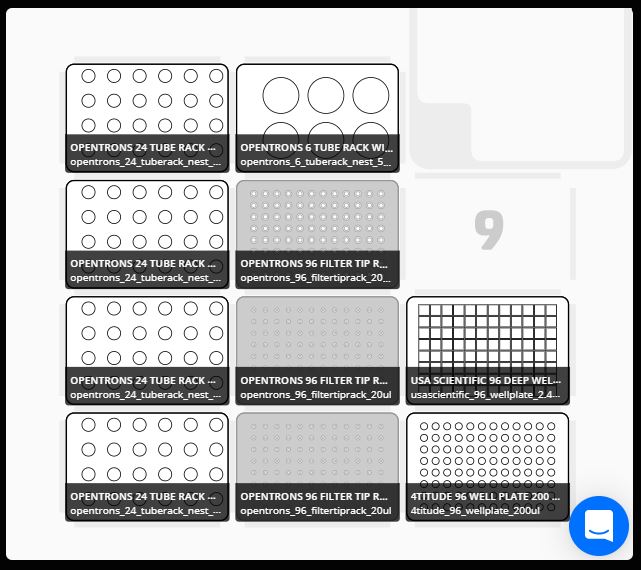 OPENTRONS 24 TUBE RACK ...
opentrons_24_tuberack_nest_...
OPENTRONS 6 TUBE RACK WI...
opentrons_6_tuberack_nest_5...
OPENTRONS 24 TUBE RACK ...
opentrons_24_tuberack_nest_...
OPENTRONS 96 FILTER TIP R...
opentrons_96_filtertiprack_20...
9
OPENTRONS 24 TUBE RACK ...
opentrons_24_tuberack_nest_...
OPENTRONS 96 FILTER TIP R...
opentrons_96_filtertiprack_20ul
USA SCIENTIFIC 96 DEEP WEL...
usascientific_96_wellplate_2.4...
OPENTRONS 24 TUBE RACK ...
opentrons_24_tuberack_nest_...
OPENTRONS 96 FILTER TIP R...
opentrons_96_filtertiprack_20ul
4TITUDE 96 WELL PLATE 200 ...
4titude_96_wellplate_200ul